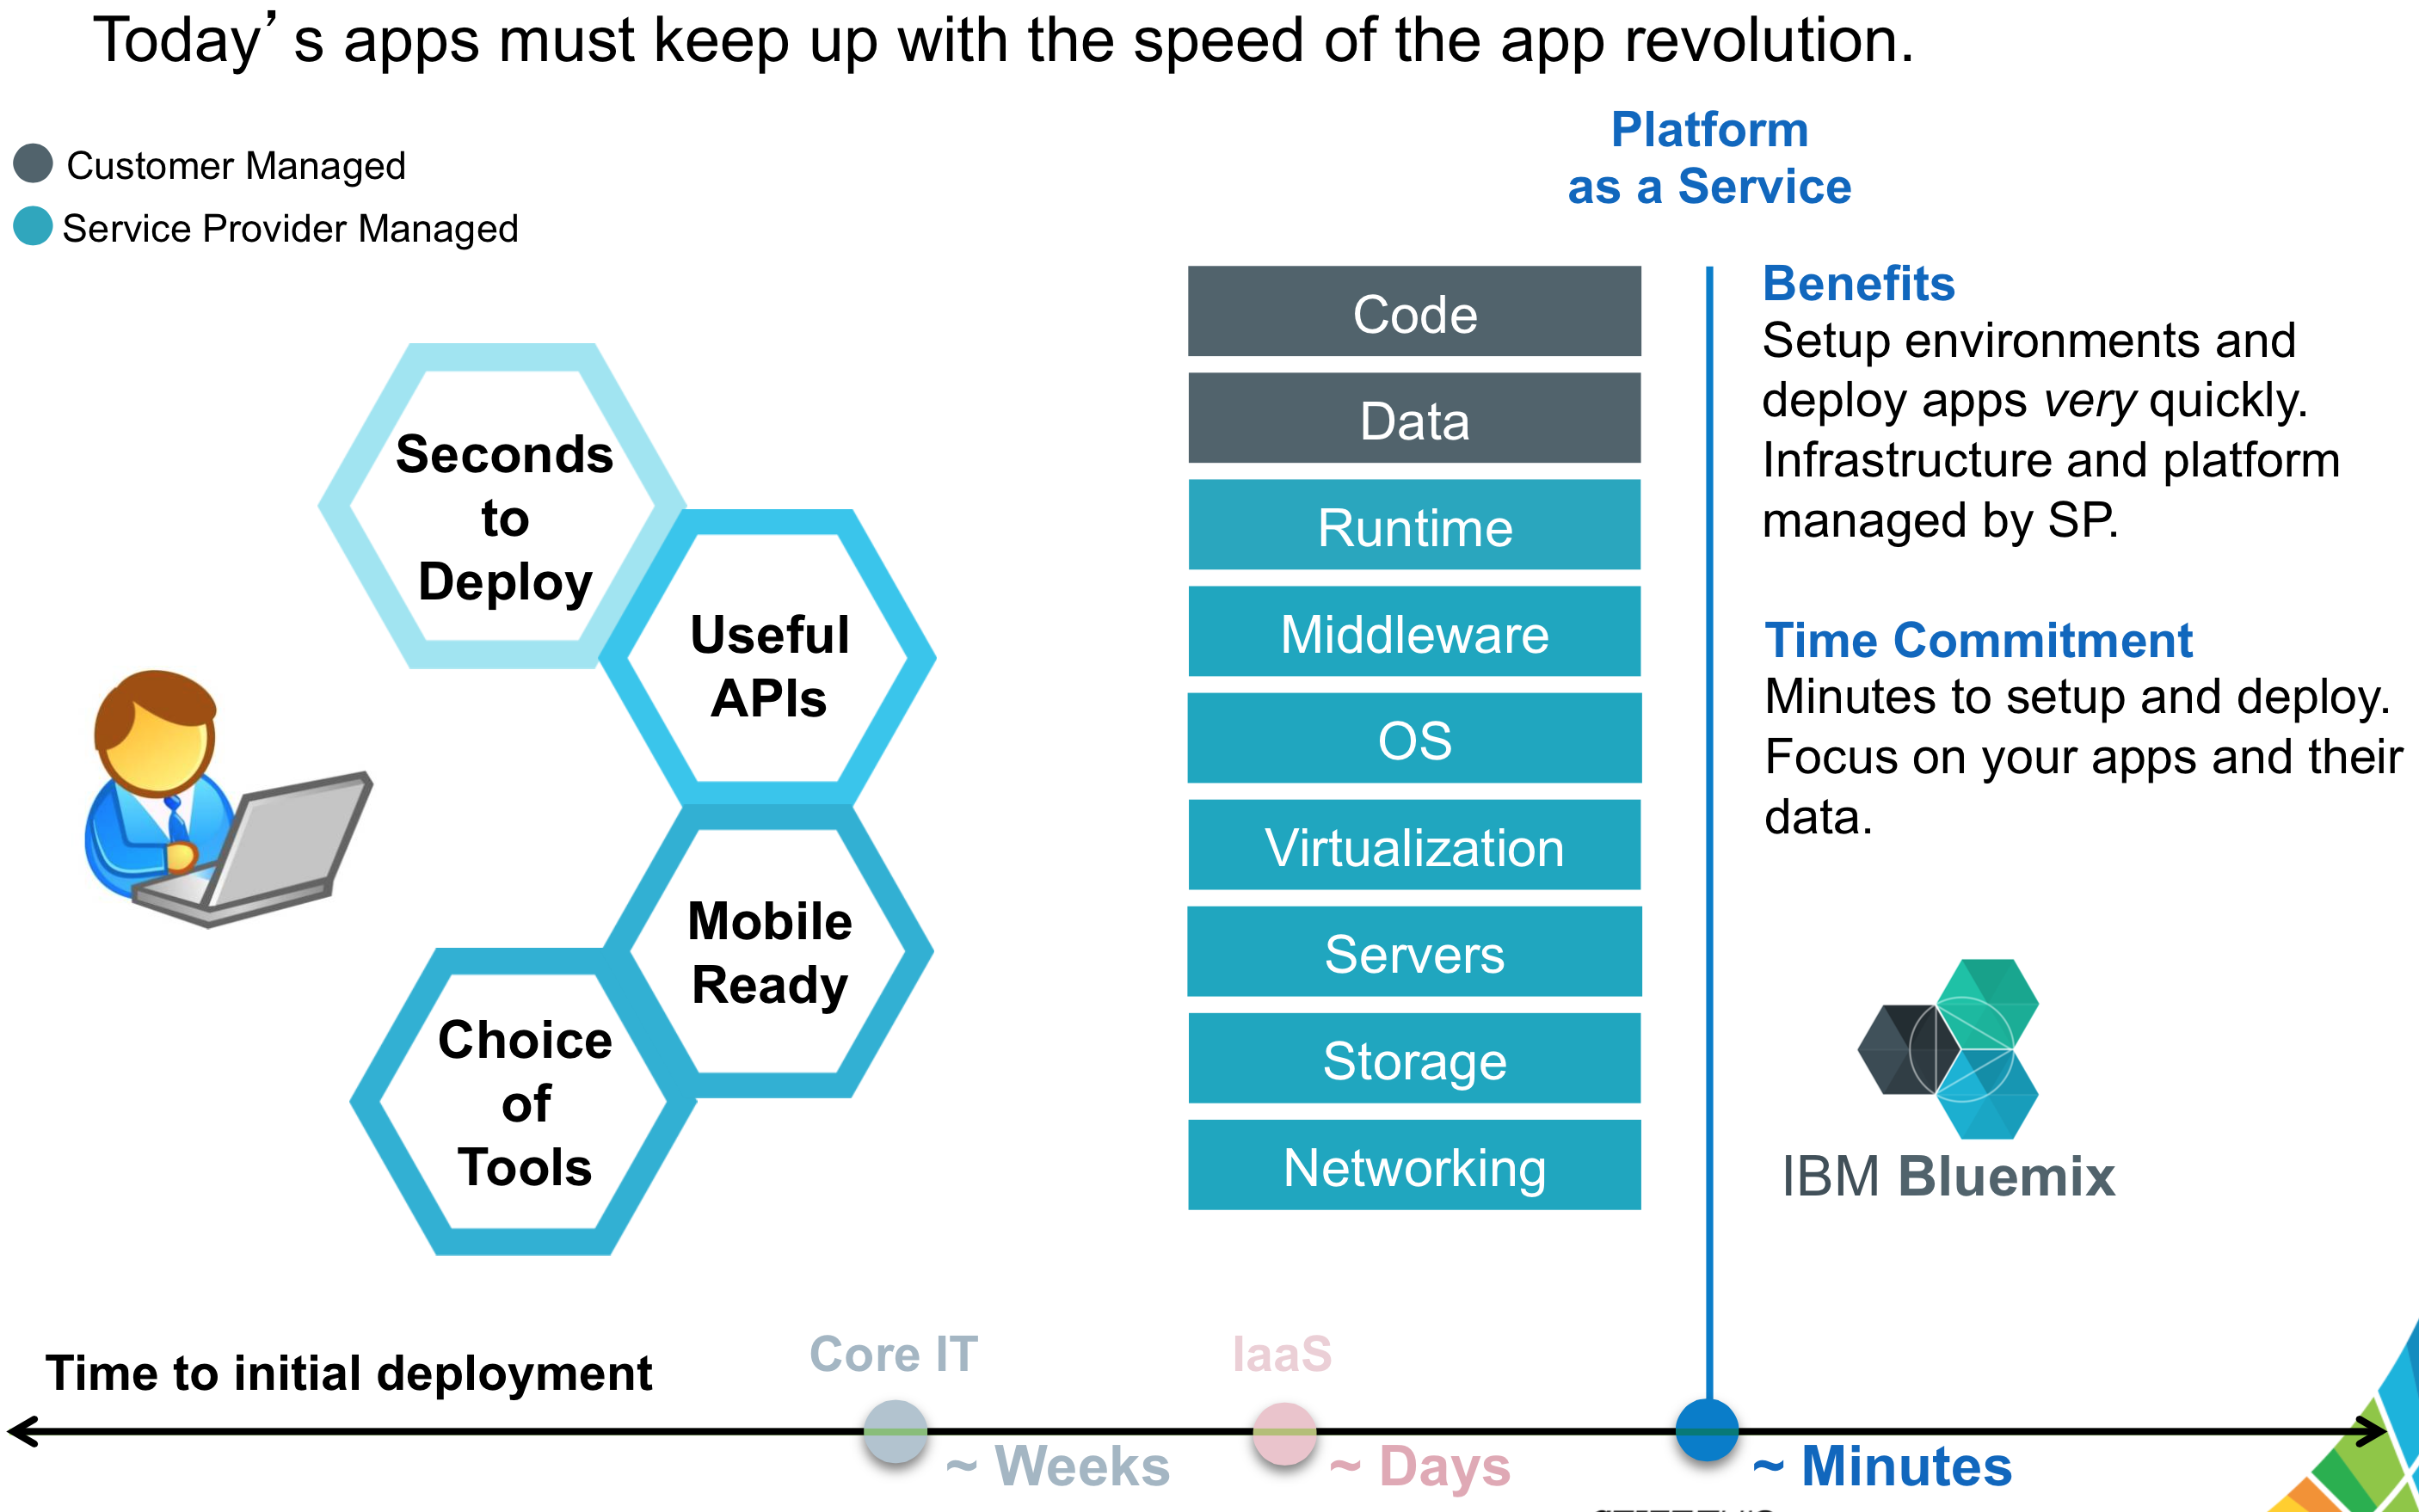 Today’s apps must keep up with the speed of the app revolution.
Customer Managed
Service Provider Managed
Platform
as a Service
Seconds
to
Deploy
Useful
APIs
Mobile
Ready
Choice
of
Tools
Code
Data
Runtime
Middleware
OS
Virtualization
Servers
Storage
Networking
Benefits
Setup environments and
deploy apps very quickly.
Infrastructure and platform
managed by SP.
Time Commitment
Minutes to setup and deploy.
Focus on your apps and their
data.
IBM Bluemix
Time to initial deployment
Core IT
~ Weeks
IaaS
~ Days
~ Minutes